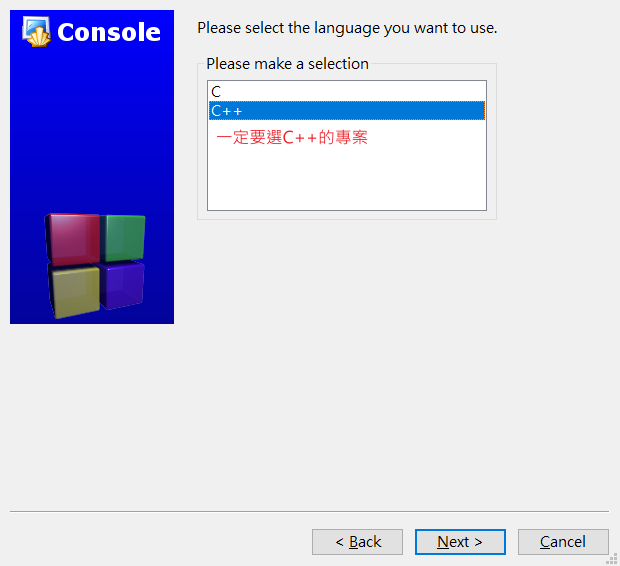 Console
Please select the language you want to use.
Please make a selection
C
C++
一定要選C++的專案
< Back
Next >
Cancel